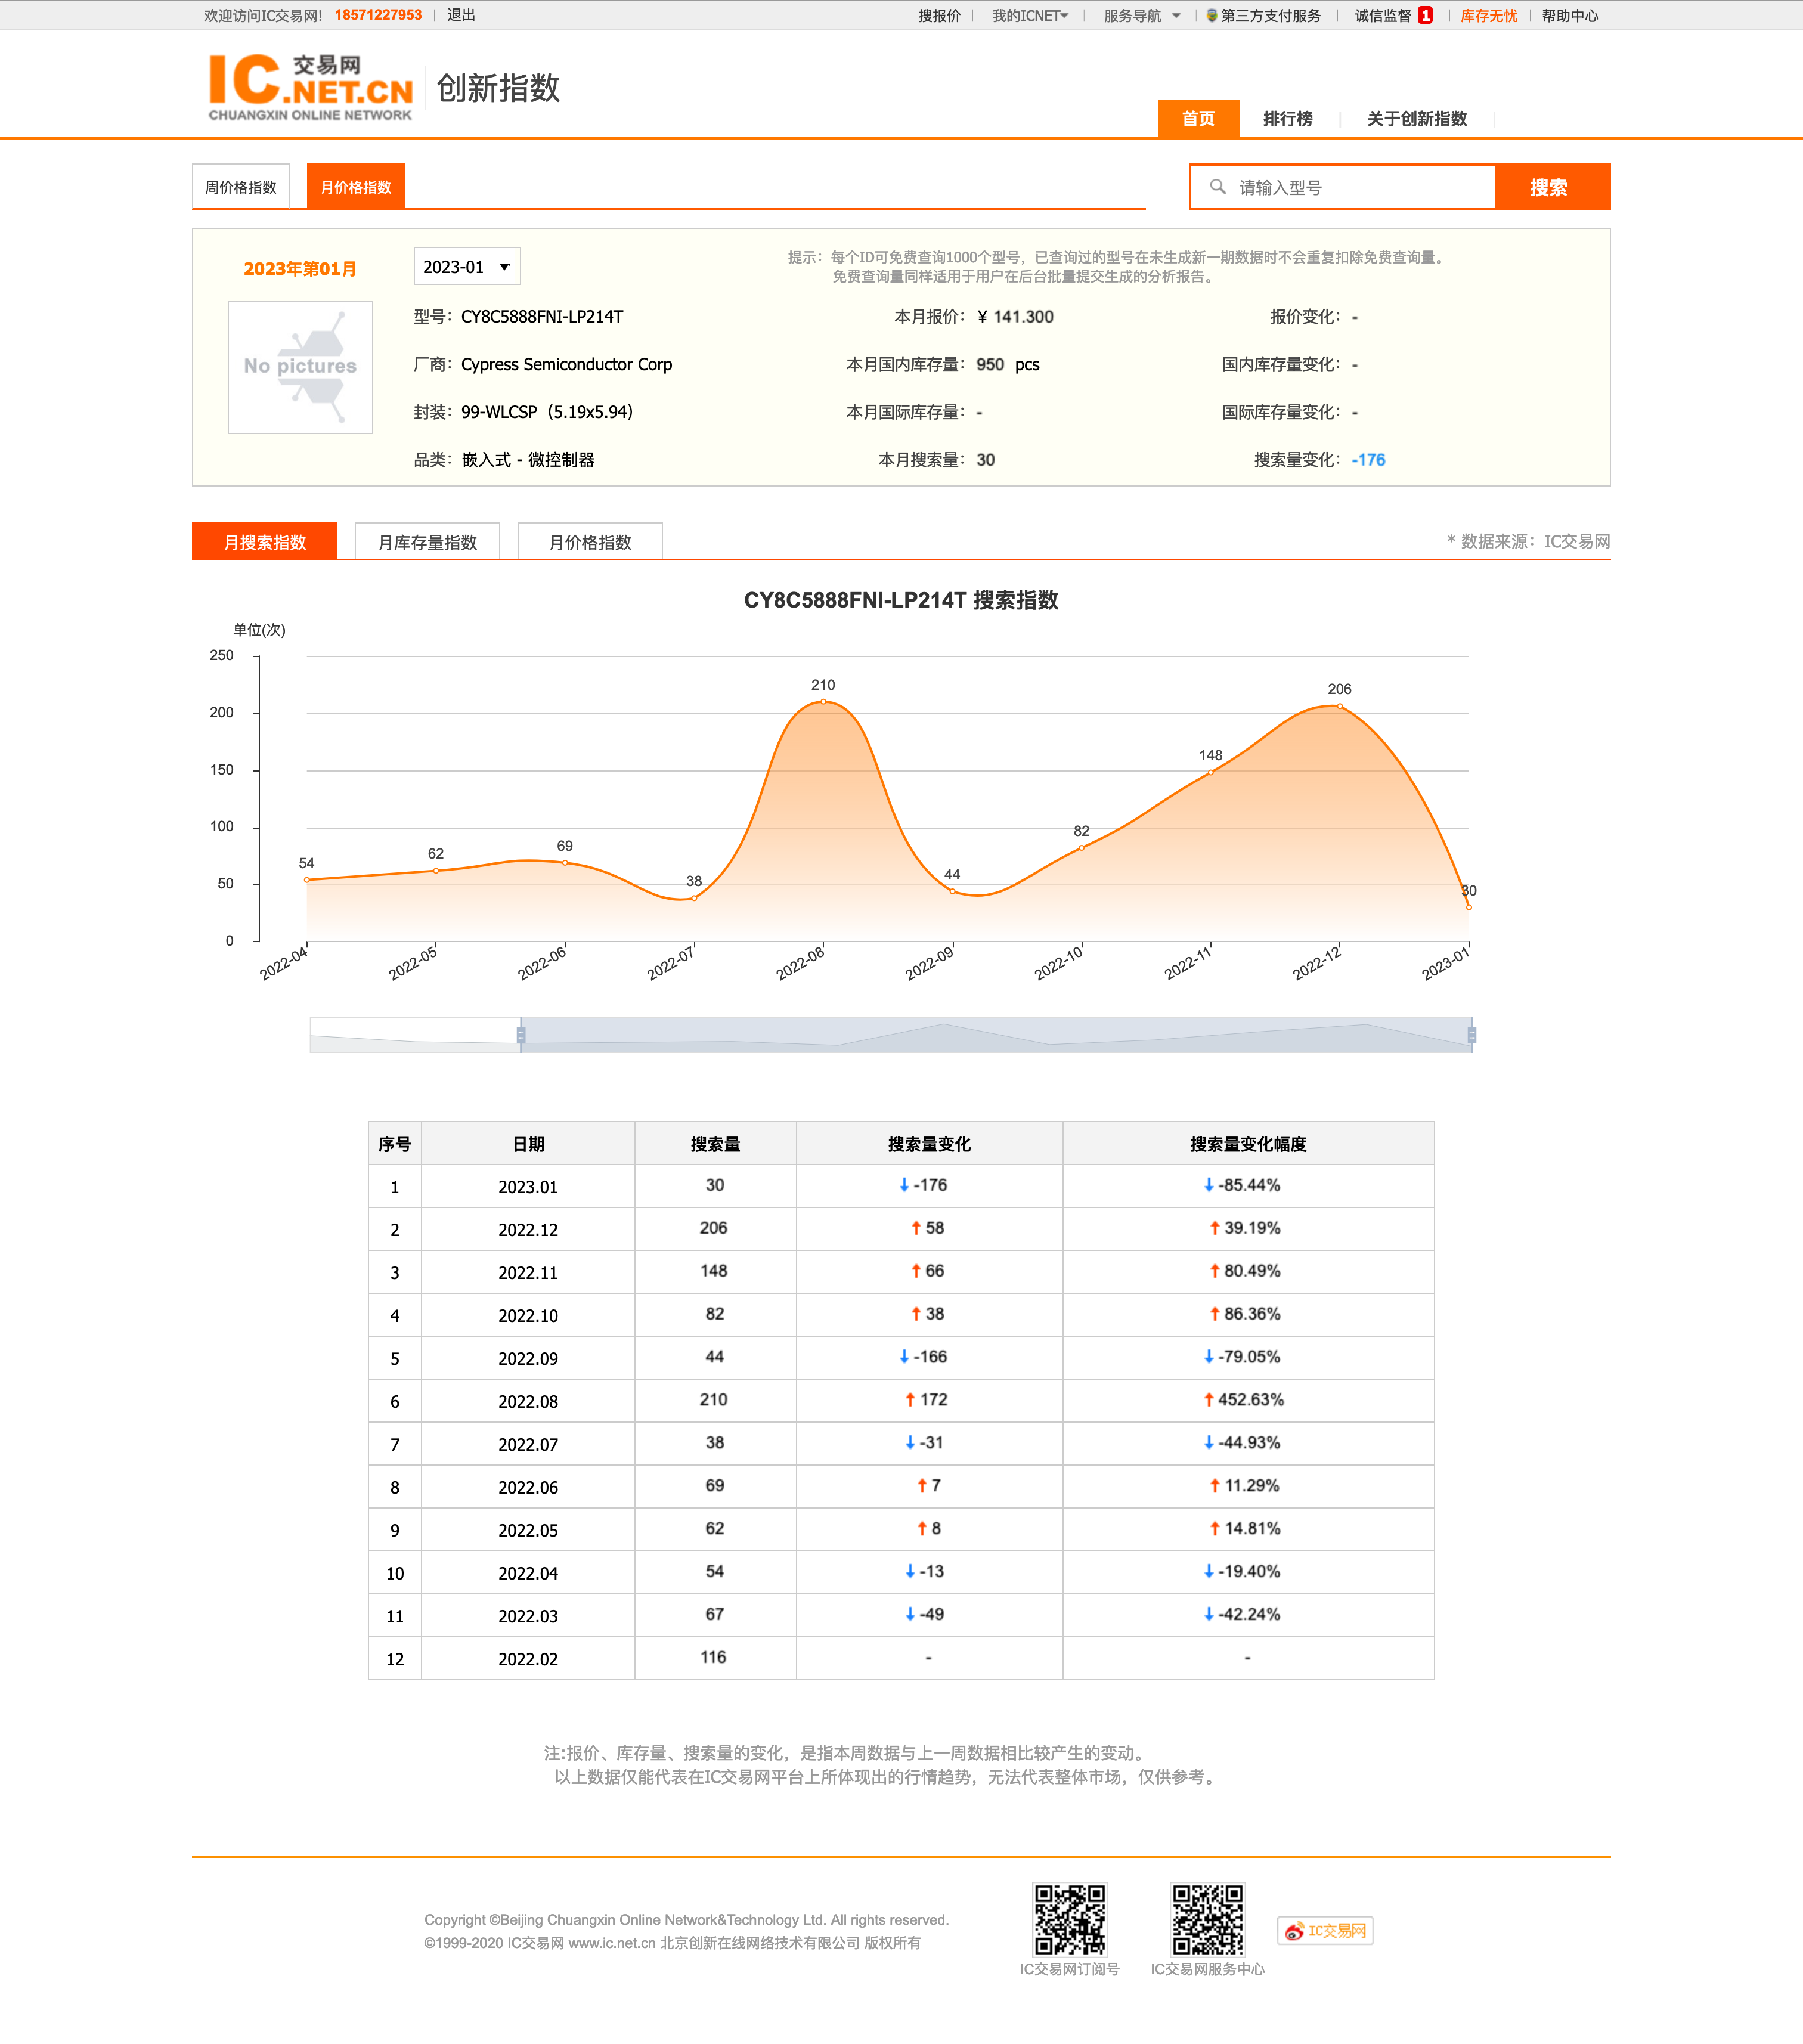 欢迎访问IC交易网! 18571227953 | 退出 搜报价 | 我的ICNET | 服务导航 | 第三方支付服务 | 诚信监督 1 | 库存无忧 | 帮助中心
IC 交易网 .NET.CN
CHUANGXIN ONLINE NETWORK
创新指数
首页 排行榜 关于创新指数
周价格指数 月价格指数 请输入型号 搜索
2023年第01月 2023-01
提示：每个ID可免费查询1000个型号，已查询过的型号在未生成新一期数据时不会重复扣除免费查询量。
免费查询量同样适用于用户在后台批量提交生成的分析报告。
No pictures
型号：CY8C5888FNI-LP214T 本月报价：¥ 141.300 报价变化：-
厂商：Cypress Semiconductor Corp 本月国内库存量：950 pcs 国内库存量变化：-
封装：99-WLCSP（5.19x5.94） 本月国际库存量：- 国际库存量变化：-
品类：嵌入式 - 微控制器 本月搜索量：30 搜索量变化：-176
月搜索指数 月库存量指数 月价格指数 * 数据来源：IC交易网
CY8C5888FNI-LP214T 搜索指数
单位(次)
250
200
150
100
50
0
54 62 69 38 210 44 82 148 206 30
2022-04 2022-05 2022-06 2022-07 2022-08 2022-09 2022-10 2022-11 2022-12 2023-01
序号 日期 搜索量 搜索量变化 搜索量变化幅度
1 2023.01 30 ↓ -176 ↓ -85.44%
2 2022.12 206 ↑ 58 ↑ 39.19%
3 2022.11 148 ↑ 66 ↑ 80.49%
4 2022.10 82 ↑ 38 ↑ 86.36%
5 2022.09 44 ↓ -166 ↓ -79.05%
6 2022.08 210 ↑ 172 ↑ 452.63%
7 2022.07 38 ↓ -31 ↓ -44.93%
8 2022.06 69 ↑ 7 ↑ 11.29%
9 2022.05 62 ↑ 8 ↑ 14.81%
10 2022.04 54 ↓ -13 ↓ -19.40%
11 2022.03 67 ↓ -49 ↓ -42.24%
12 2022.02 116 - -
注:报价、库存量、搜索量的变化，是指本周数据与上一周数据相比较产生的变动。
以上数据仅能代表在IC交易网平台上所体现出的行情趋势，无法代表整体市场，仅供参考。
Copyright ©Beijing Chuangxin Online Network&Technology Ltd. All rights reserved.
©1999-2020 IC交易网 www.ic.net.cn 北京创新在线网络技术有限公司 版权所有
IC交易网订阅号 IC交易网服务中心 IC交易网